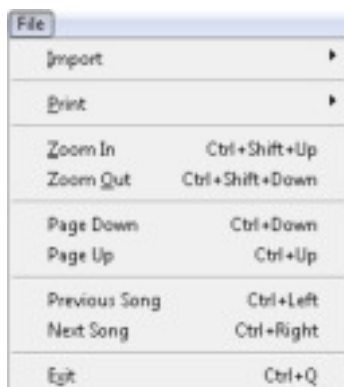 File
Import
Print
Zoom In Ctrl+Shift+Up
Zoom Out Ctrl+Shift+Down
Page Down Ctrl+Down
Page Up Ctrl+Up
Previous Song Ctrl+Left
Next Song Ctrl+Right
Exit Ctrl+Q